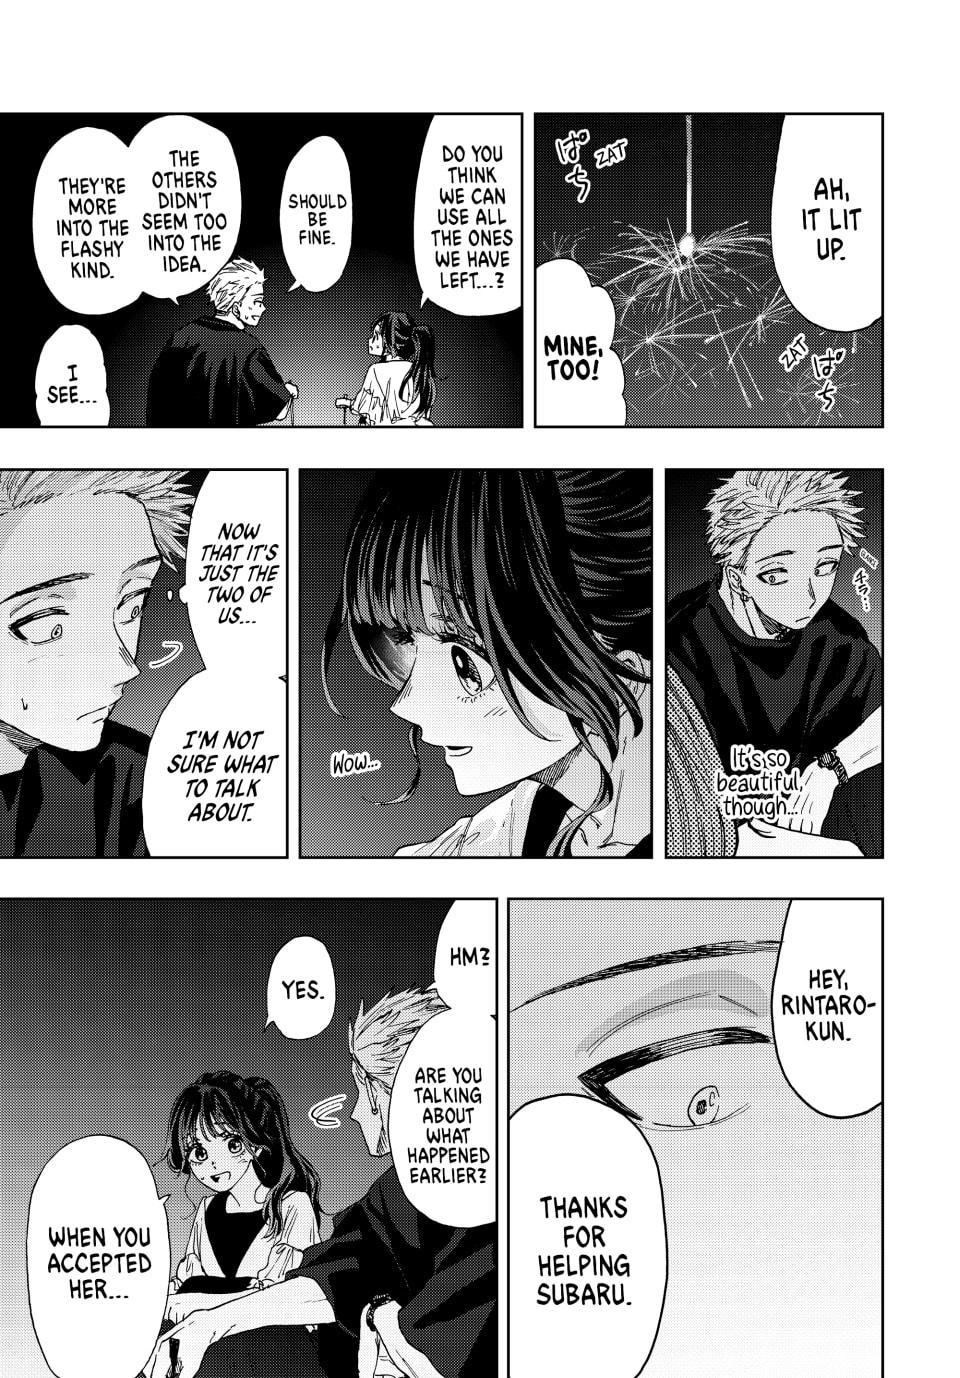 AH,
IT LIT
UP.
ぱち
ZAT
MINE,
TOO!
ZAT
ぱち
DO YOU
THINK
WE CAN
USE ALL
THE ONES
WE HAVE
LEFT...?
SHOULD
BE
FINE.
THE
OTHERS
DIDN'T
SEEM TOO
INTO THE
IDEA.
THEY'RE
MORE
INTO THE
FLASHY
KIND.
I
SEE...
チラ...
It's so
beautiful,
though...
Wow...
NOW
THAT IT'S
JUST THE
TWO OF
US...
I'M NOT
SURE WHAT
TO TALK
ABOUT.
HEY,
RINTARO-
KUN.
THANKS
FOR
HELPING
SUBARU.
HM?
ARE YOU
TALKING
ABOUT
WHAT
HAPPENED
EARLIER?
YES.
WHEN YOU
ACCEPTED
HER...